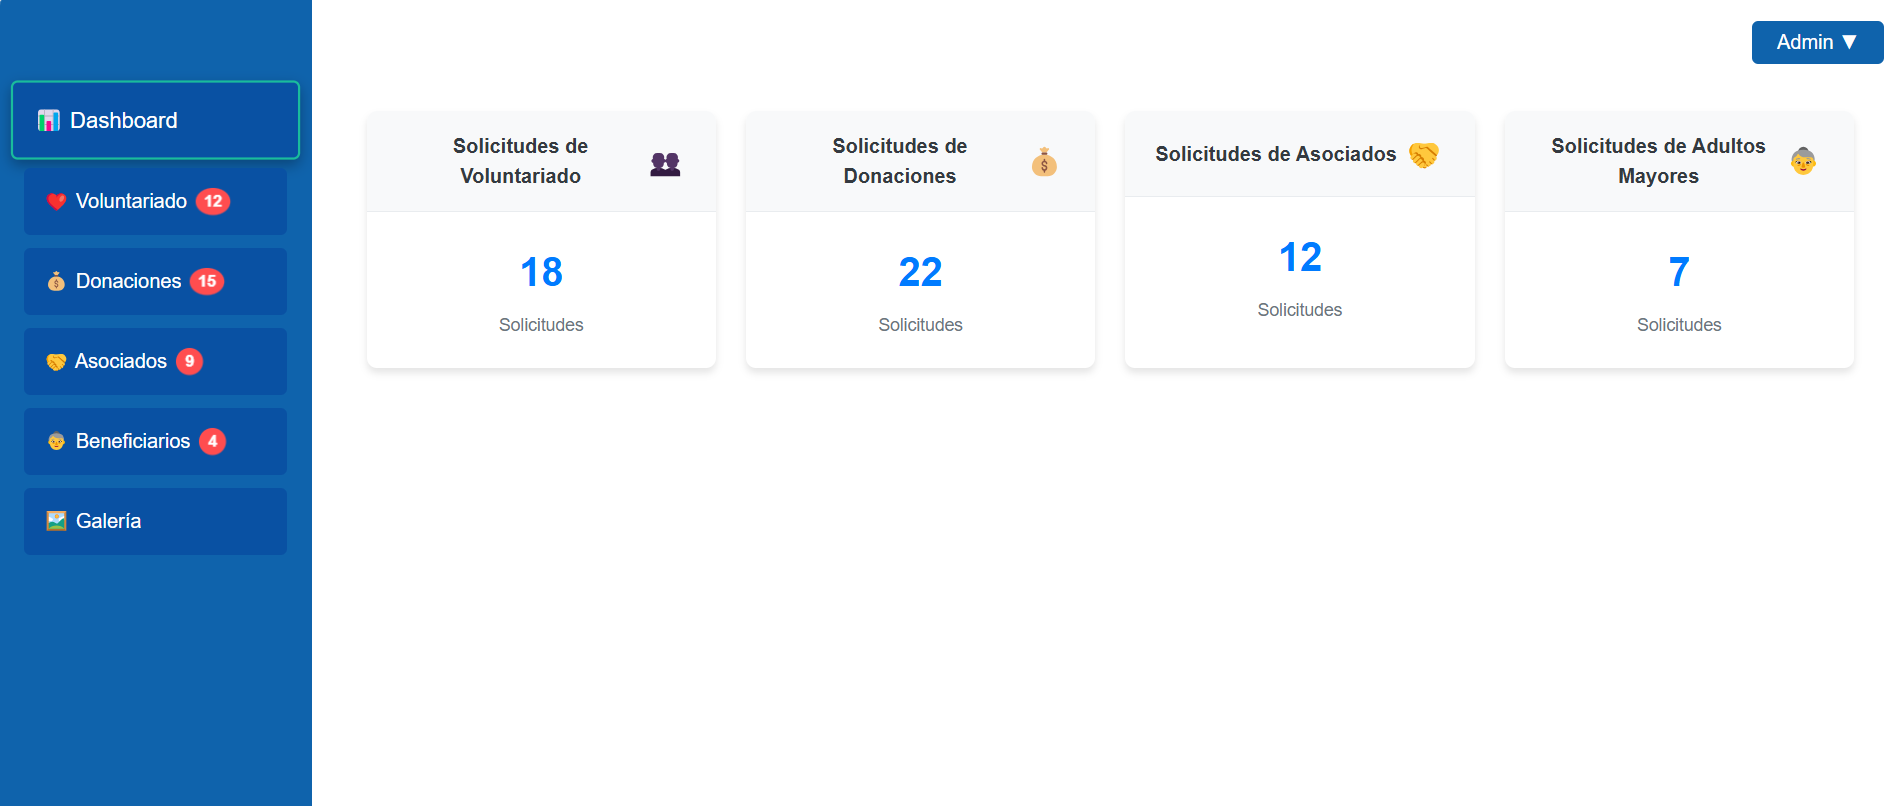 Admin ▼
Dashboard
Voluntariado 12
Donaciones 15
Asociados 9
Beneficiarios 4
Galería
Solicitudes de
Voluntariado
18
Solicitudes
Solicitudes de
Donaciones
22
Solicitudes
Solicitudes de Asociados
12
Solicitudes
Solicitudes de Adultos
Mayores
7
Solicitudes